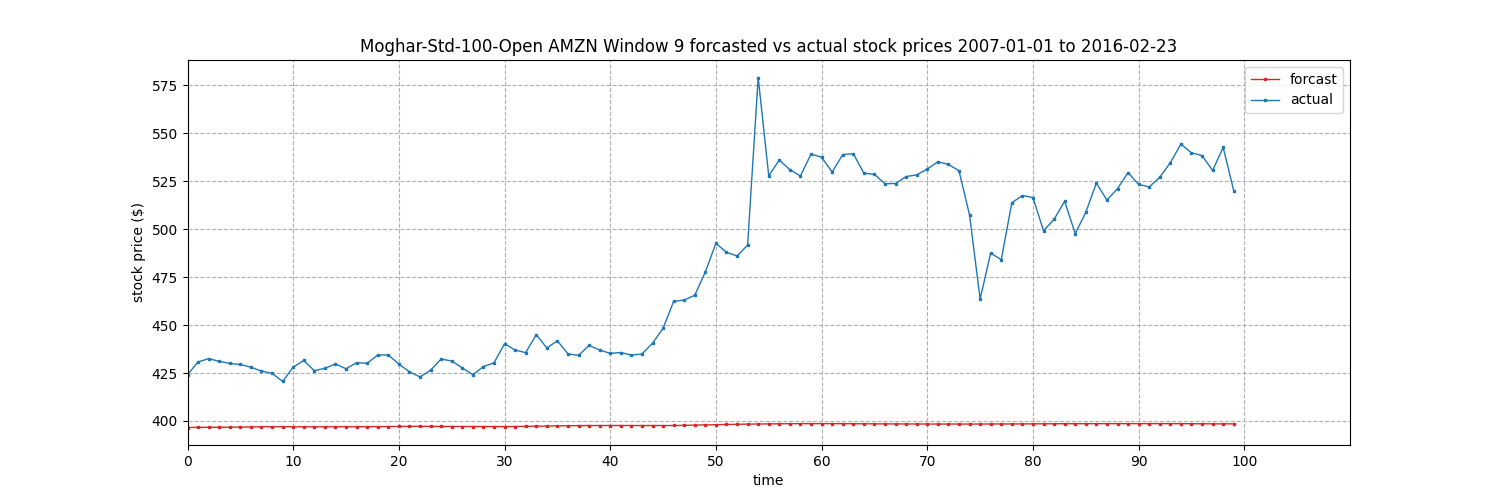 Moghar-Std-100-Open AMZN Window 9 forcasted vs actual stock prices 2007-01-01 to 2016-02-23
forcast
actual
575
550
525
500
475
450
425
400
stock price ($)
0 10 20 30 40 50 60 70 80 90 100
time